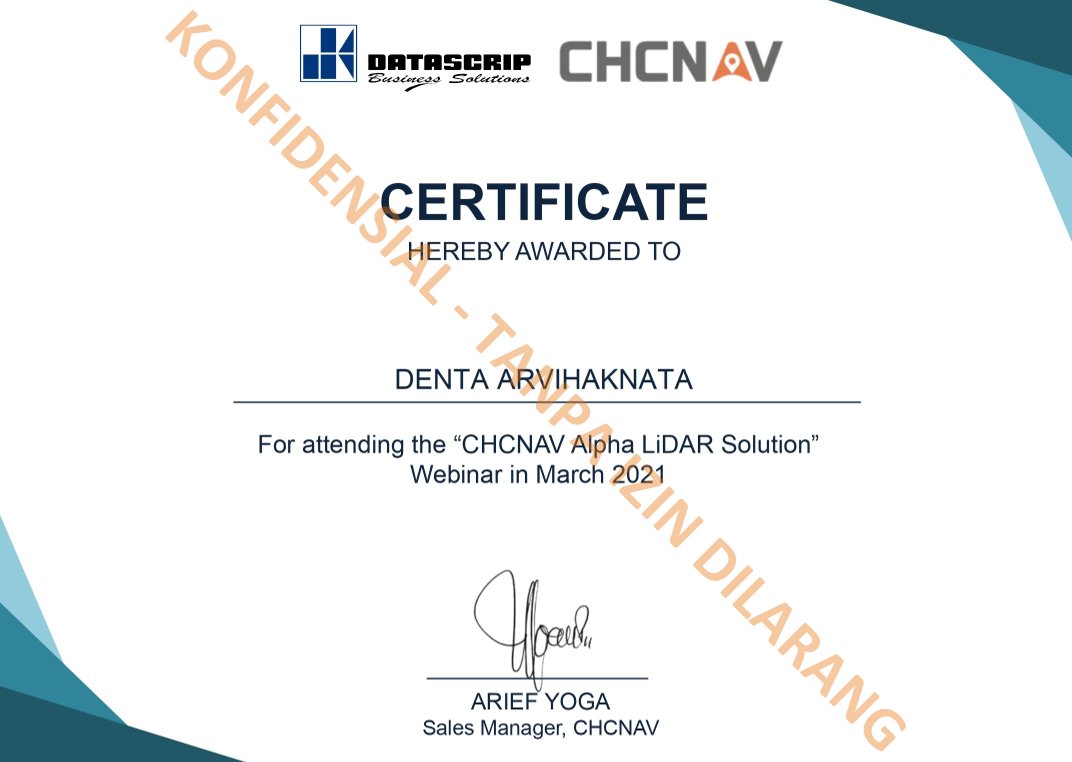 DATASCRIP
Business Solutions
CHCNAV
CERTIFICATE
HEREBY AWARDED TO
DENTA ARVIHAKNATA
For attending the “CHCNAV Alpha LiDAR Solution”
Webinar in March 2021
ARIEF YOGA
Sales Manager, CHCNAV
KONFIDENSIAL - TANPA IZIN DILARANG